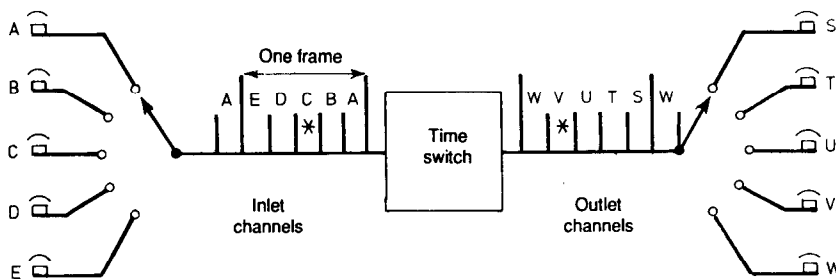 A
B
C
D
E
One frame
A E D C B A
*
Inlet
channels
Time
switch
W V U T S W
*
Outlet
channels
S
T
U
V
W